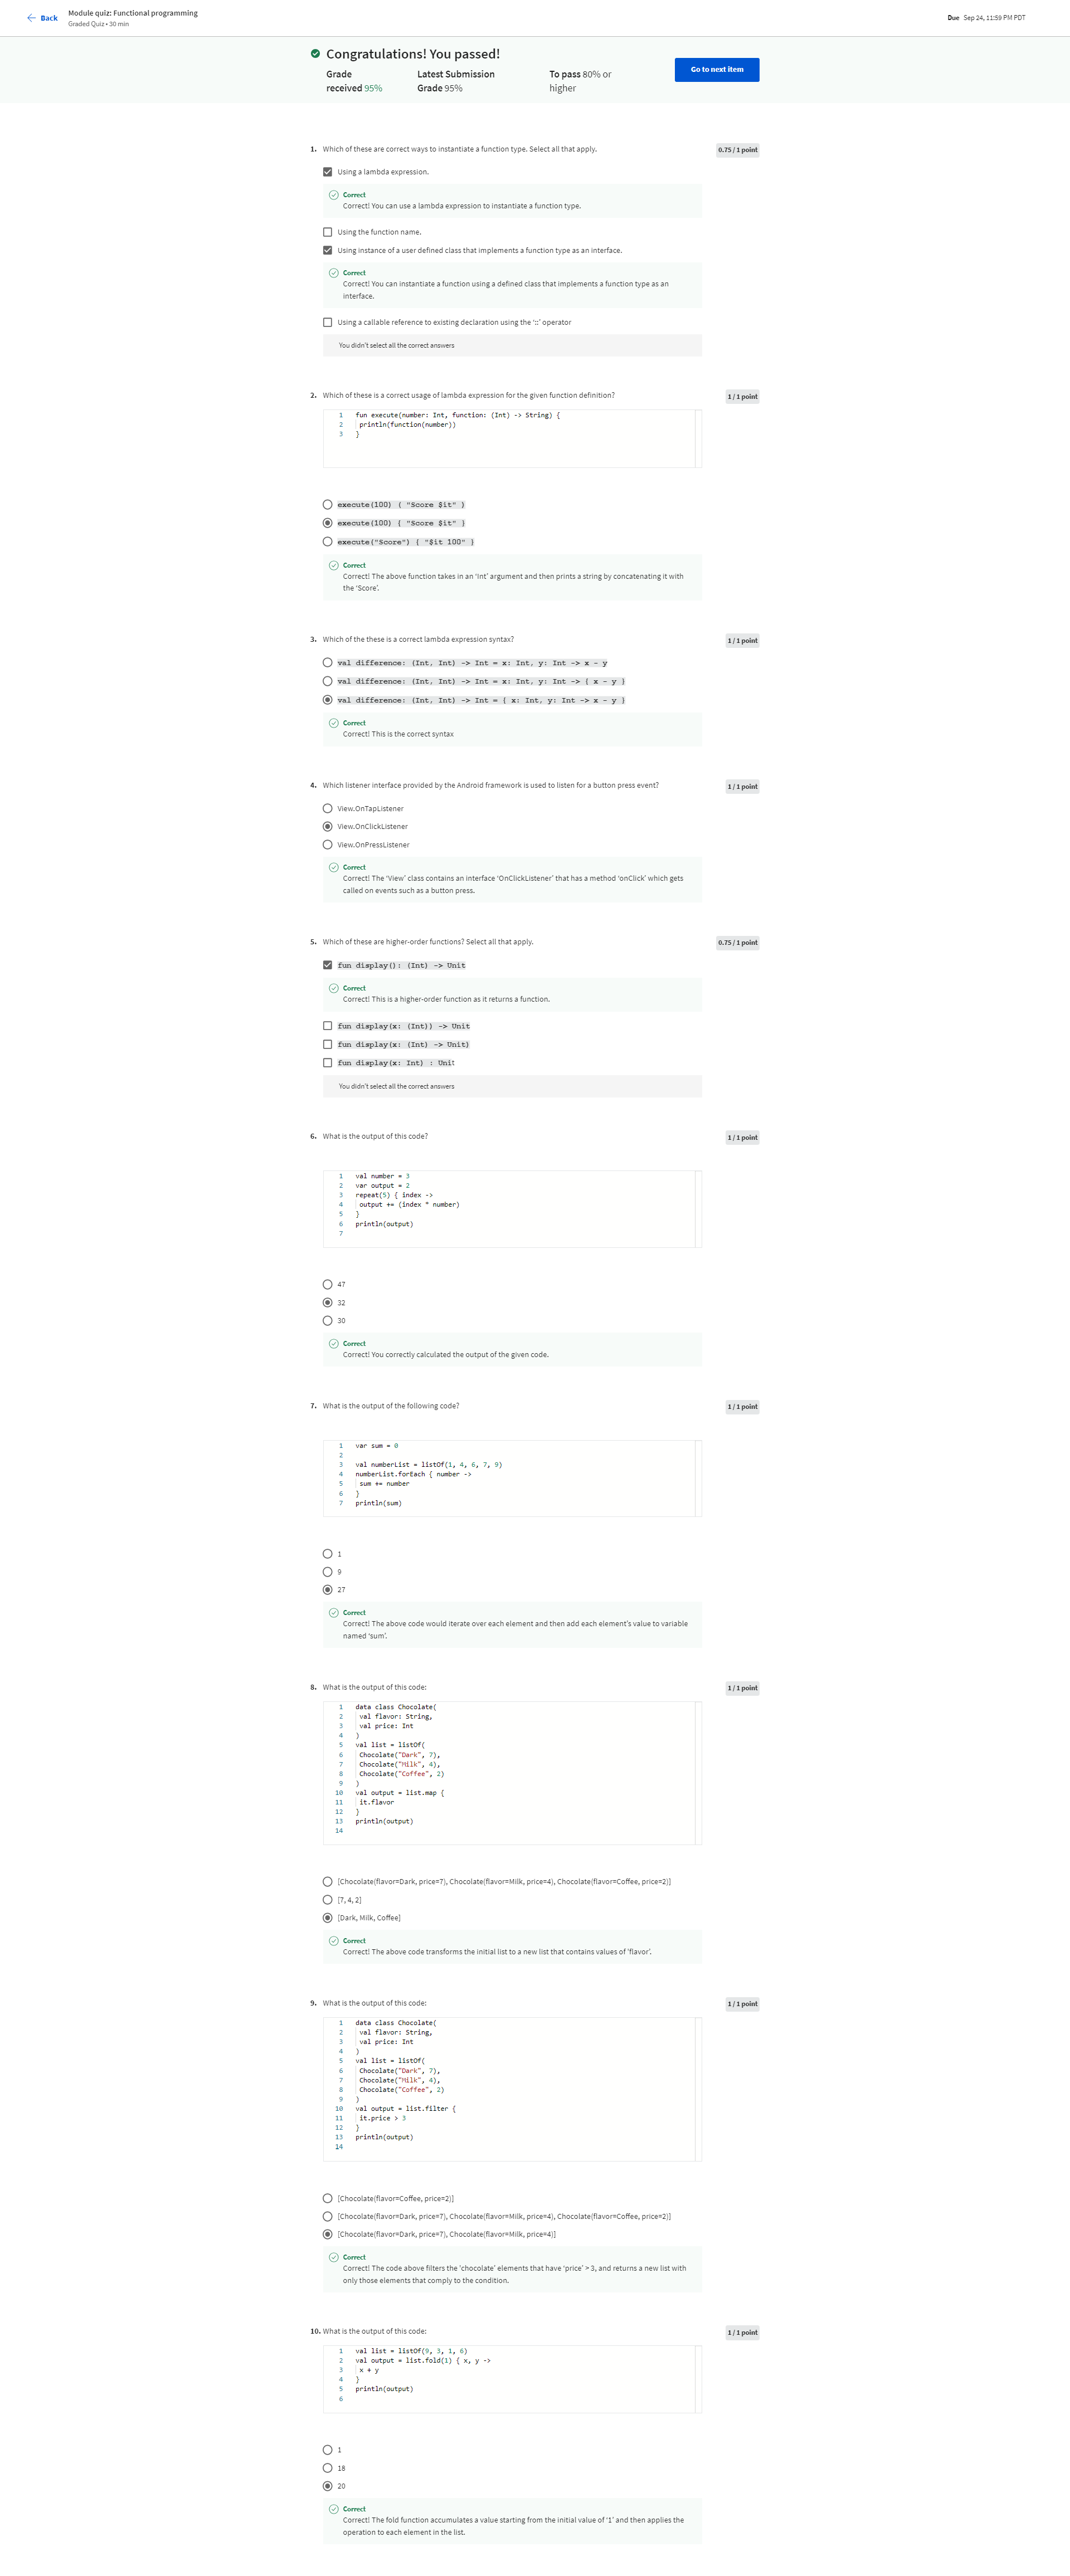 Back
Module quiz: Functional programming
Graded Quiz • 30 min
Due Sep 24, 11:59 PM PDT
Congratulations! You passed!
Grade received 95%
Latest Submission Grade 95%
To pass 80% or higher
Go to next item
1. Which of these are correct ways to instantiate a function type. Select all that apply.
0.75 / 1 point
Using a lambda expression.
Correct
Correct! You can use a lambda expression to instantiate a function type.
Using the function name.
Using instance of a user defined class that implements a function type as an interface.
Correct
Correct! You can instantiate a function using a defined class that implements a function type as an
interface.
Using a callable reference to existing declaration using the '::' operator
You didn't select all the correct answers
2. Which of these is a correct usage of lambda expression for the given function definition?
1 / 1 point
1 fun execute(number: Int, function: (Int) -> String) {
2 println(function(number))
3 }
execute(100) ( "Score $it" )
execute(100) { "Score $it" }
execute("Score") { "$it 100" }
Correct
Correct! The above function takes in an 'Int' argument and then prints a string by concatenating it with
the 'Score'.
3. Which of the these is a correct lambda expression syntax?
1 / 1 point
val difference: (Int, Int) -> Int = x: Int, y: Int -> x - y
val difference: (Int, Int) -> Int = x: Int, y: Int -> { x - y }
val difference: (Int, Int) -> Int = { x: Int, y: Int -> x - y }
Correct
Correct! This is the correct syntax
4. Which listener interface provided by the Android framework is used to listen for a button press event?
1 / 1 point
View.OnTapListener
View.OnClickListener
View.OnPressListener
Correct
Correct! The 'View' class contains an interface 'OnClickListener' that has a method 'onClick' which gets
called on events such as a button press.
5. Which of these are higher-order functions? Select all that apply.
0.75 / 1 point
fun display(): (Int) -> Unit
Correct
Correct! This is a higher-order function as it returns a function.
fun display(x: (Int)) -> Unit
fun display(x: (Int) -> Unit)
fun display(x: Int) : Unit
You didn't select all the correct answers
6. What is the output of this code?
1 / 1 point
1 val number = 3
2 var output = 2
3 repeat(5) { index ->
4 output += (index * number)
5 }
6 println(output)
7
47
32
30
Correct
Correct! You correctly calculated the output of the given code.
7. What is the output of the following code?
1 / 1 point
1 var sum = 0
2
3 val numberList = listOf(1, 4, 6, 7, 9)
4 numberList.forEach { number ->
5 sum += number
6 }
7 println(sum)
1
9
27
Correct
Correct! The above code would iterate over each element and then add each element's value to variable
named 'sum'.
8. What is the output of this code:
1 / 1 point
1 data class Chocolate(
2 val flavor: String,
3 val price: Int
4 )
5 val list = listOf(
6 Chocolate("Dark", 7),
7 Chocolate("Milk", 4),
8 Chocolate("Coffee", 2)
9 )
10 val output = list.map {
11 it.flavor
12 }
13 println(output)
14
[Chocolate(flavor=Dark, price=7), Chocolate(flavor=Milk, price=4), Chocolate(flavor=Coffee, price=2)]
[7, 4, 2]
[Dark, Milk, Coffee]
Correct
Correct! The above code transforms the initial list to a new list that contains values of 'flavor'.
9. What is the output of this code:
1 / 1 point
1 data class Chocolate(
2 val flavor: String,
3 val price: Int
4 )
5 val list = listOf(
6 Chocolate("Dark", 7),
7 Chocolate("Milk", 4),
8 Chocolate("Coffee", 2)
9 )
10 val output = list.filter {
11 it.price > 3
12 }
13 println(output)
14
[Chocolate(flavor=Coffee, price=2)]
[Chocolate(flavor=Dark, price=7), Chocolate(flavor=Milk, price=4), Chocolate(flavor=Coffee, price=2)]
[Chocolate(flavor=Dark, price=7), Chocolate(flavor=Milk, price=4)]
Correct
Correct! The code above filters the 'chocolate' elements that have 'price' > 3, and returns a new list with
only those elements that comply to the condition.
10. What is the output of this code:
1 / 1 point
1 val list = listOf(9, 3, 1, 6)
2 val output = list.fold(1) { x, y ->
3 x + y
4 }
5 println(output)
6
1
18
20
Correct
Correct! The fold function accumulates a value starting from the initial value of '1' and then applies the
operation to each element in the list.